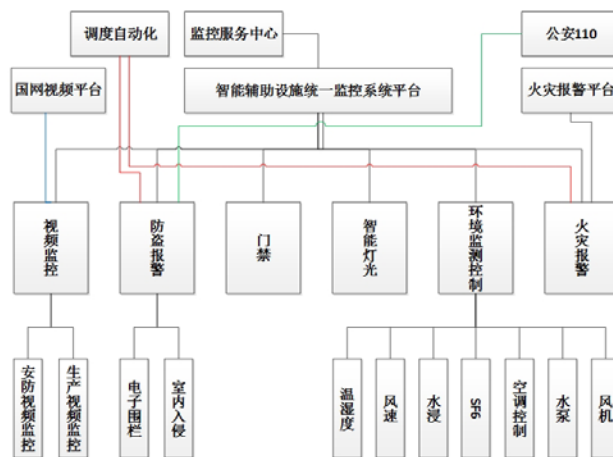 调度自动化
监控服务中心
公安110
国网视频平台
智能辅助设施统一监控系统平台
火灾报警平台
视频监控
防盗报警
门禁
智能灯光
环境监测控制
火灾报警
安防视频监控
生产视频监控
电子围栏
室内入侵
温湿度
风速
水浸
SF6
空调控制
水泵
风机